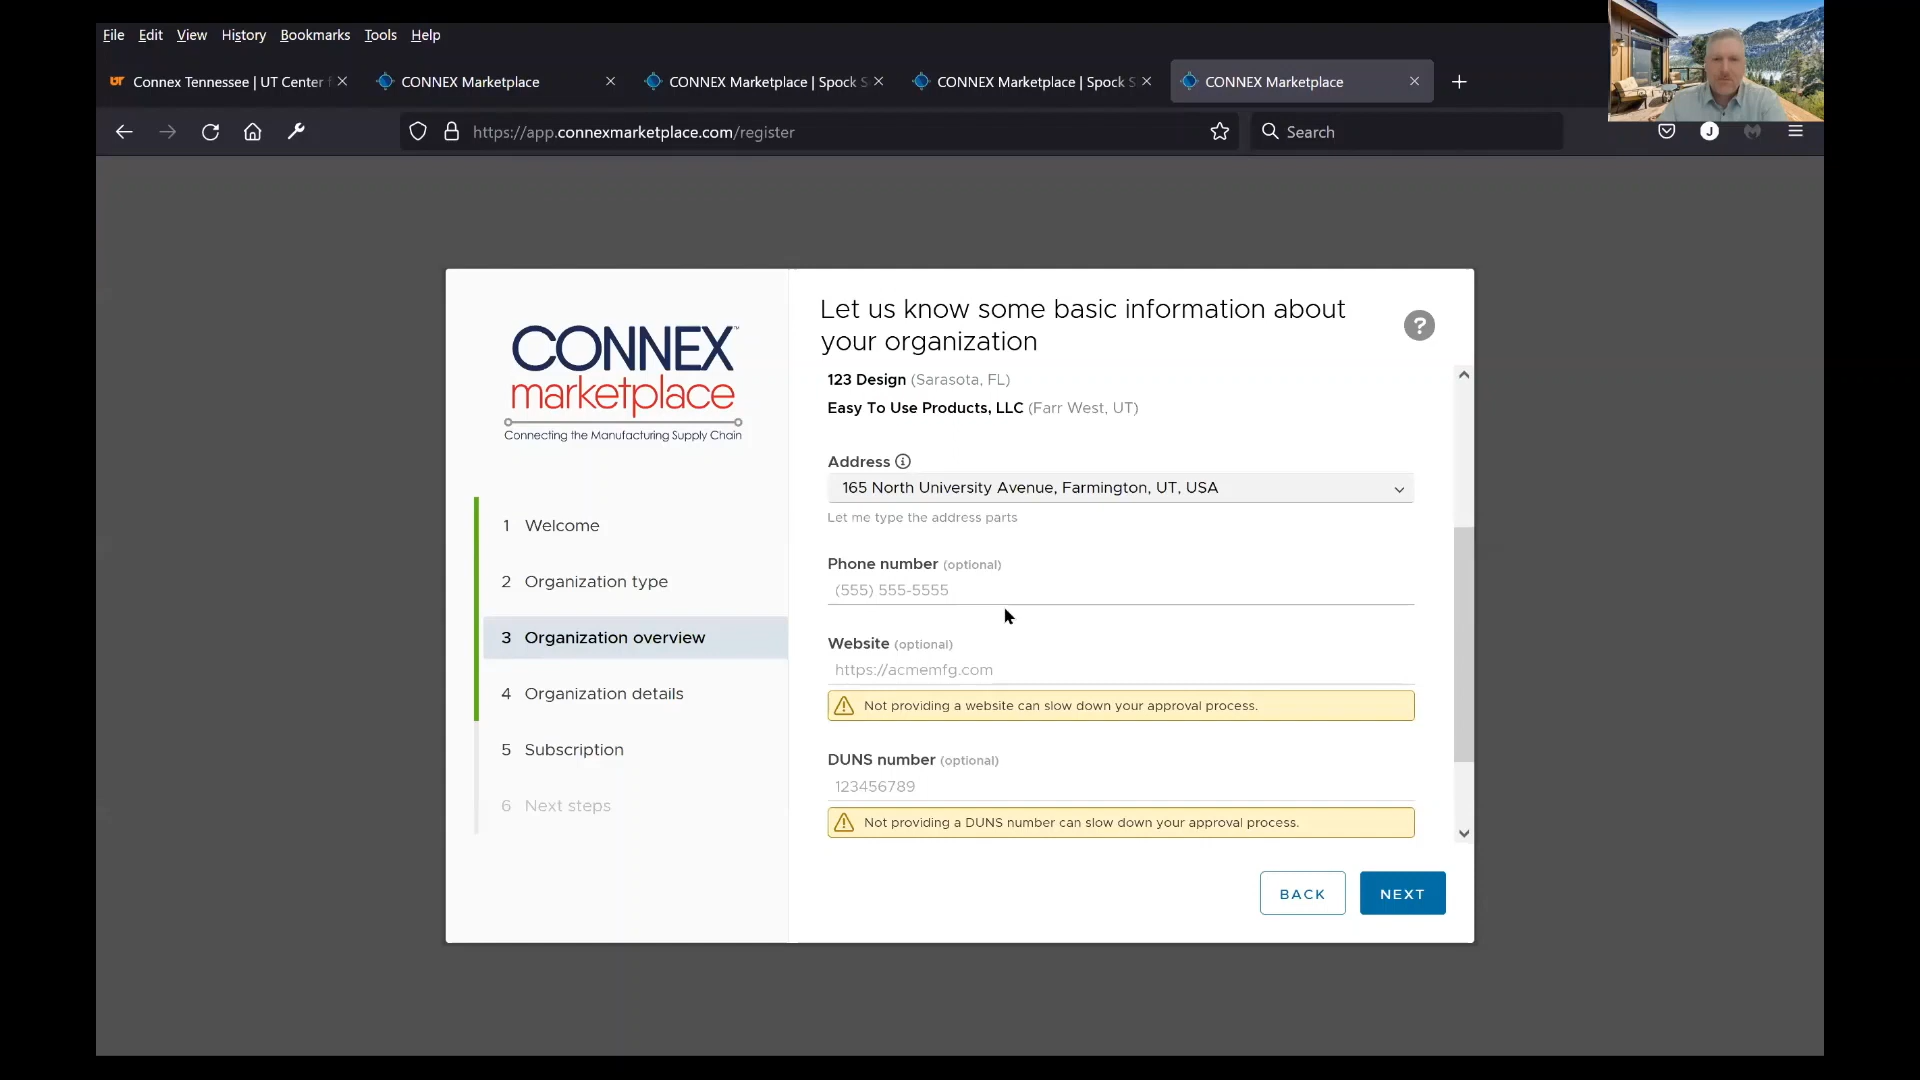 File Edit View History Bookmarks Tools Help
Connex Tennessee | UT Center f
CONNEX Marketplace
CONNEX Marketplace | Spock S
CONNEX Marketplace | Spock S
CONNEX Marketplace
https://app.connexmarketplace.com/register
Search
J
CONNEX™
marketplace
Connecting the Manufacturing Supply Chain
1 Welcome
2 Organization type
3 Organization overview
4 Organization details
5 Subscription
6 Next steps
Let us know some basic information about
your organization
?
123 Design (Sarasota, FL)
Easy To Use Products, LLC (Farr West, UT)
Address
165 North University Avenue, Farmington, UT, USA
Let me type the address parts
Phone number (optional)
(555) 555-5555
Website (optional)
https://acmemfg.com
Not providing a website can slow down your approval process.
DUNS number (optional)
123456789
Not providing a DUNS number can slow down your approval process.
BACK NEXT